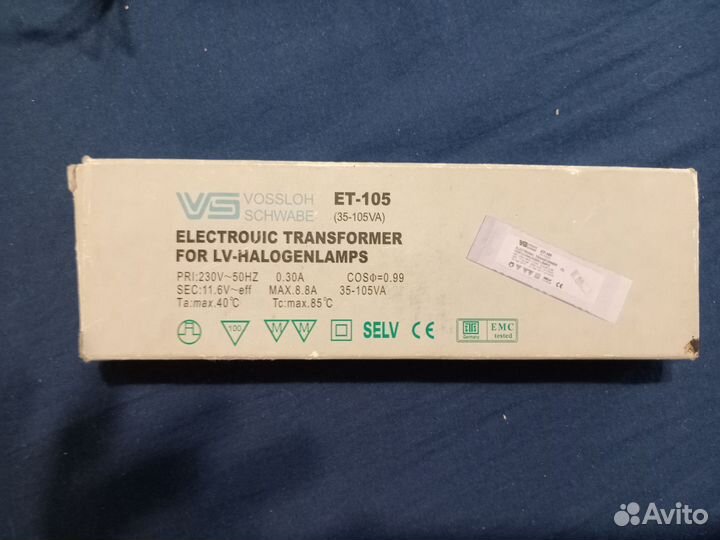 VS VOSSLOH SCHWABE
ET-105
(35-105VA)
ELECTROUIC TRANSFORMER
FOR LV-HALOGENLAMPS
PRI:230V~50HZ 0.30A COSΦ=0.99
SEC:11.6V~eff MAX.8.8A 35-105VA
Ta:max.40℃ Tc:max.85℃
100 M M SELV CE
ETS
Germany
EMC
tested
Avito